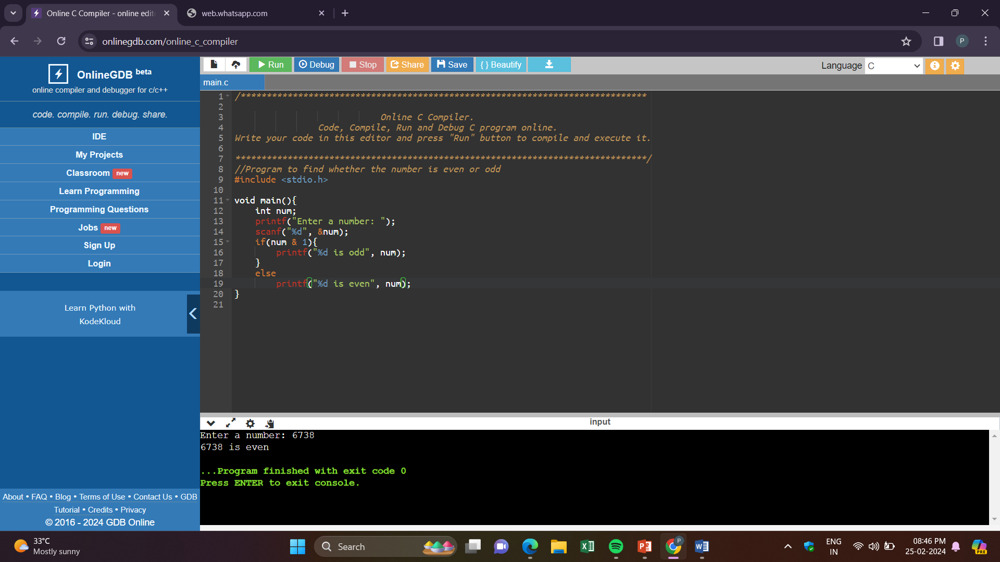 Online C Compiler - online edit
web.whatsapp.com
onlinegdb.com/online_c_compiler
P
OnlineGDB beta
online compiler and debugger for c/c++
code. compile. run. debug. share.
IDE
My Projects
Classroom new
Learn Programming
Programming Questions
Jobs new
Sign Up
Login
Learn Python with
KodeKloud
About • FAQ • Blog • Terms of Use • Contact Us • GDB
Tutorial • Credits • Privacy
© 2016 - 2024 GDB Online
Run Debug Stop Share Save { } Beautify
Language C
main.c
1 /******************************************************************************
2
3 Online C Compiler.
4 Code, Compile, Run and Debug C program online.
5 Write your code in this editor and press "Run" button to compile and execute it.
6
7 *******************************************************************************/
8 //Program to find whether the number is even or odd
9 #include <stdio.h>
10
11 void main(){
12 int num;
13 printf("Enter a number: ");
14 scanf("%d", &num);
15 if(num & 1){
16 printf("%d is odd", num);
17 }
18 else
19 printf("%d is even", num);
20 }
21
input
Enter a number: 6738
6738 is even
...Program finished with exit code 0
Press ENTER to exit console.
33°C
Mostly sunny
Search
P
ENG
IN
08:46 PM
25-02-2024
PRE